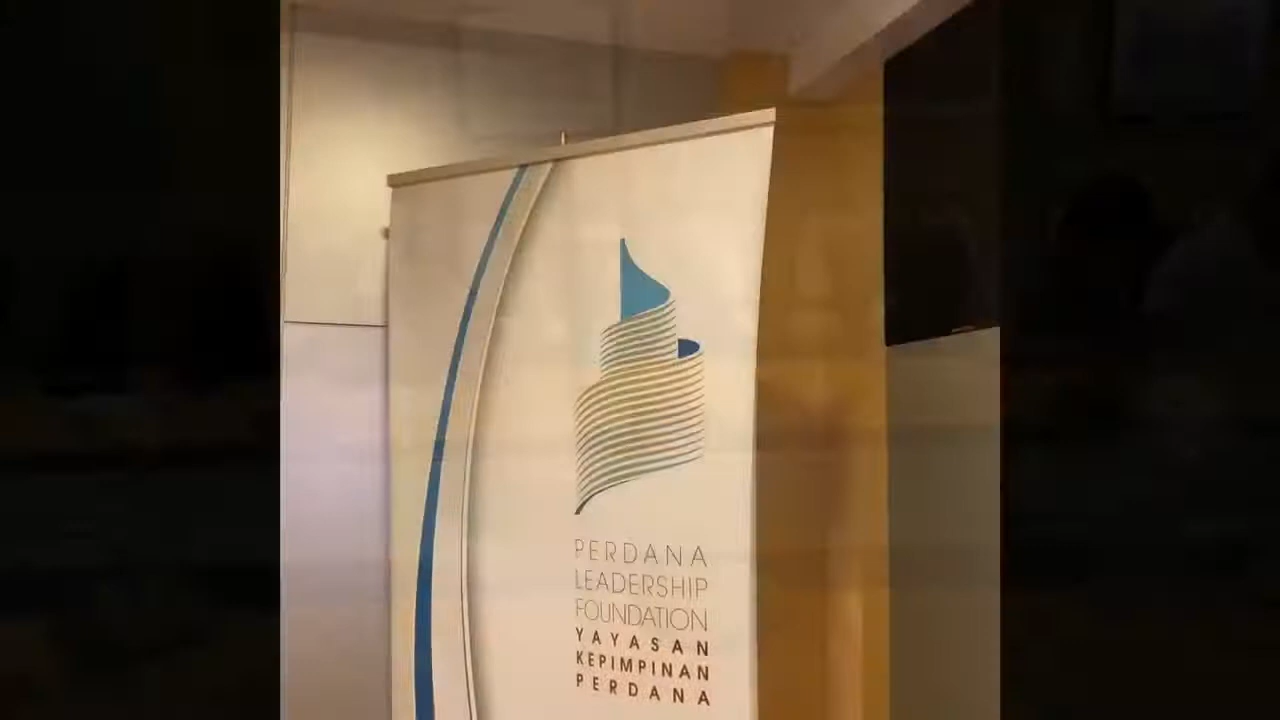 PERDANA
LEADERSHIP
FOUNDATION
YAYASAN
KEPIMPINAN
PERDANA